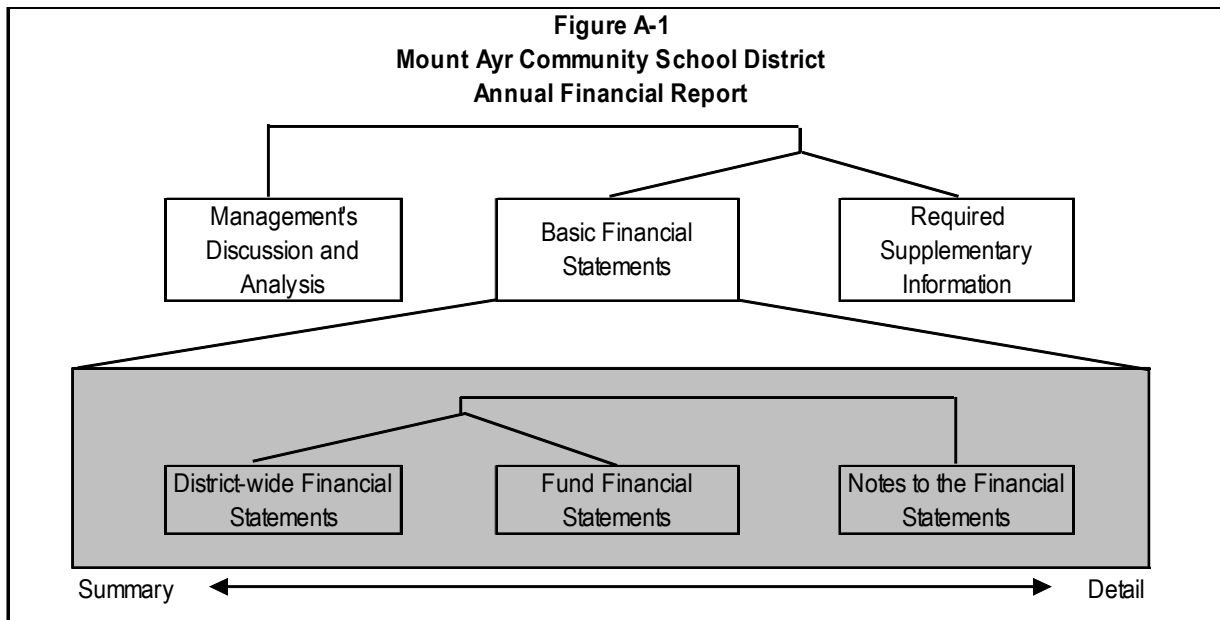 Figure A-1
Mount Ayr Community School District
Annual Financial Report
Management's
Discussion and
Analysis
Basic Financial
Statements
Required
Supplementary
Information
District-wide Financial
Statements
Fund Financial
Statements
Notes to the Financial
Statements
Summary
Detail